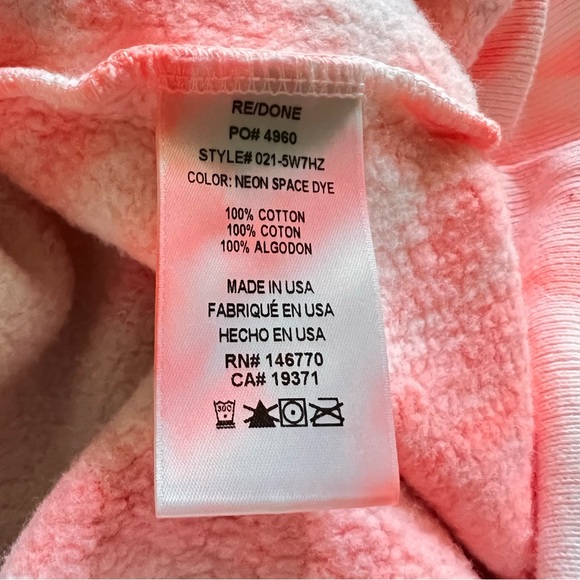 RE/DONE
PO# 4960
STYLE# 021-5W7HZ
COLOR: NEON SPACE DYE
100% COTTON
100% COTON
100% ALGODON
MADE IN USA
FABRIQUÉ EN USA
HECHO EN USA
RN# 146770
CA# 19371
30C